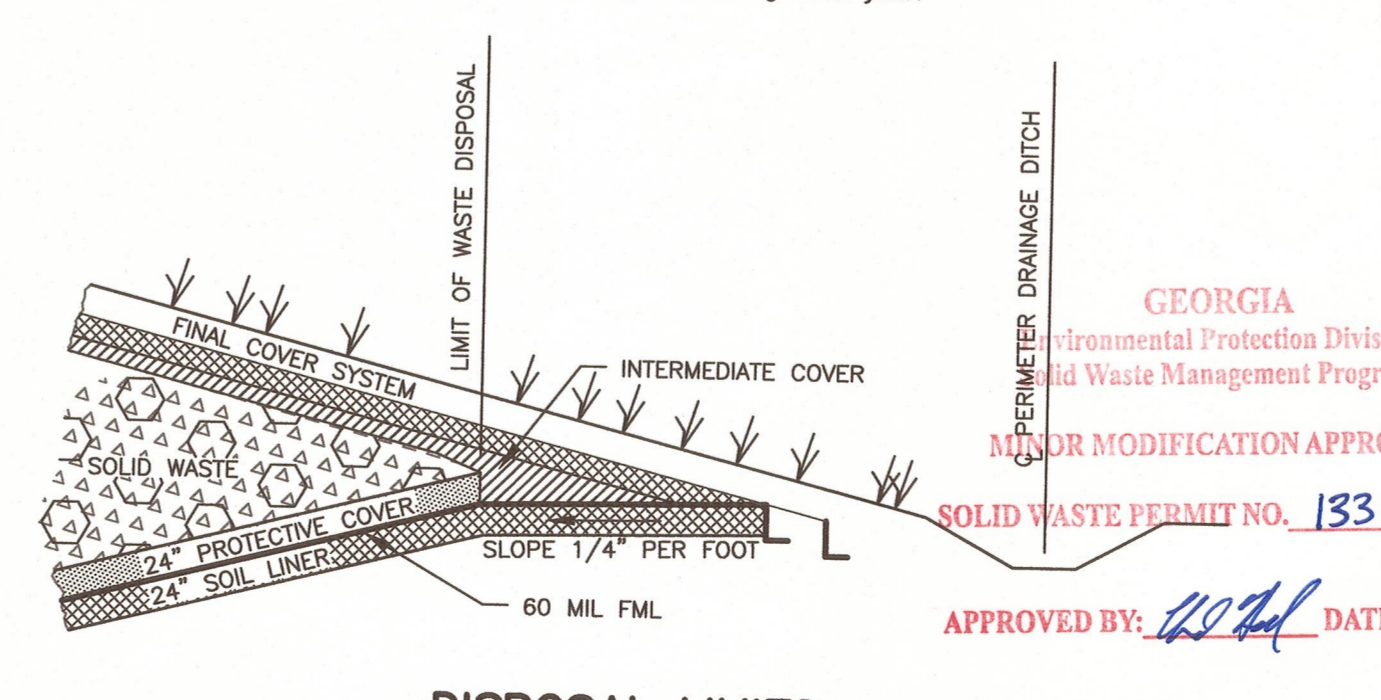 LIMIT OF WASTE DISPOSAL
℄ PERIMETER DRAINAGE DITCH
GEORGIA
Environmental Protection Divis
Solid Waste Management Progr
FINAL COVER SYSTEM
INTERMEDIATE COVER
MINOR MODIFICATION APPRO
SOLID WASTE
SOLID WASTE PERMIT NO. 133
24" PROTECTIVE COVER
SLOPE 1/4" PER FOOT
24" SOIL LINER
60 MIL FML
APPROVED BY: DATE